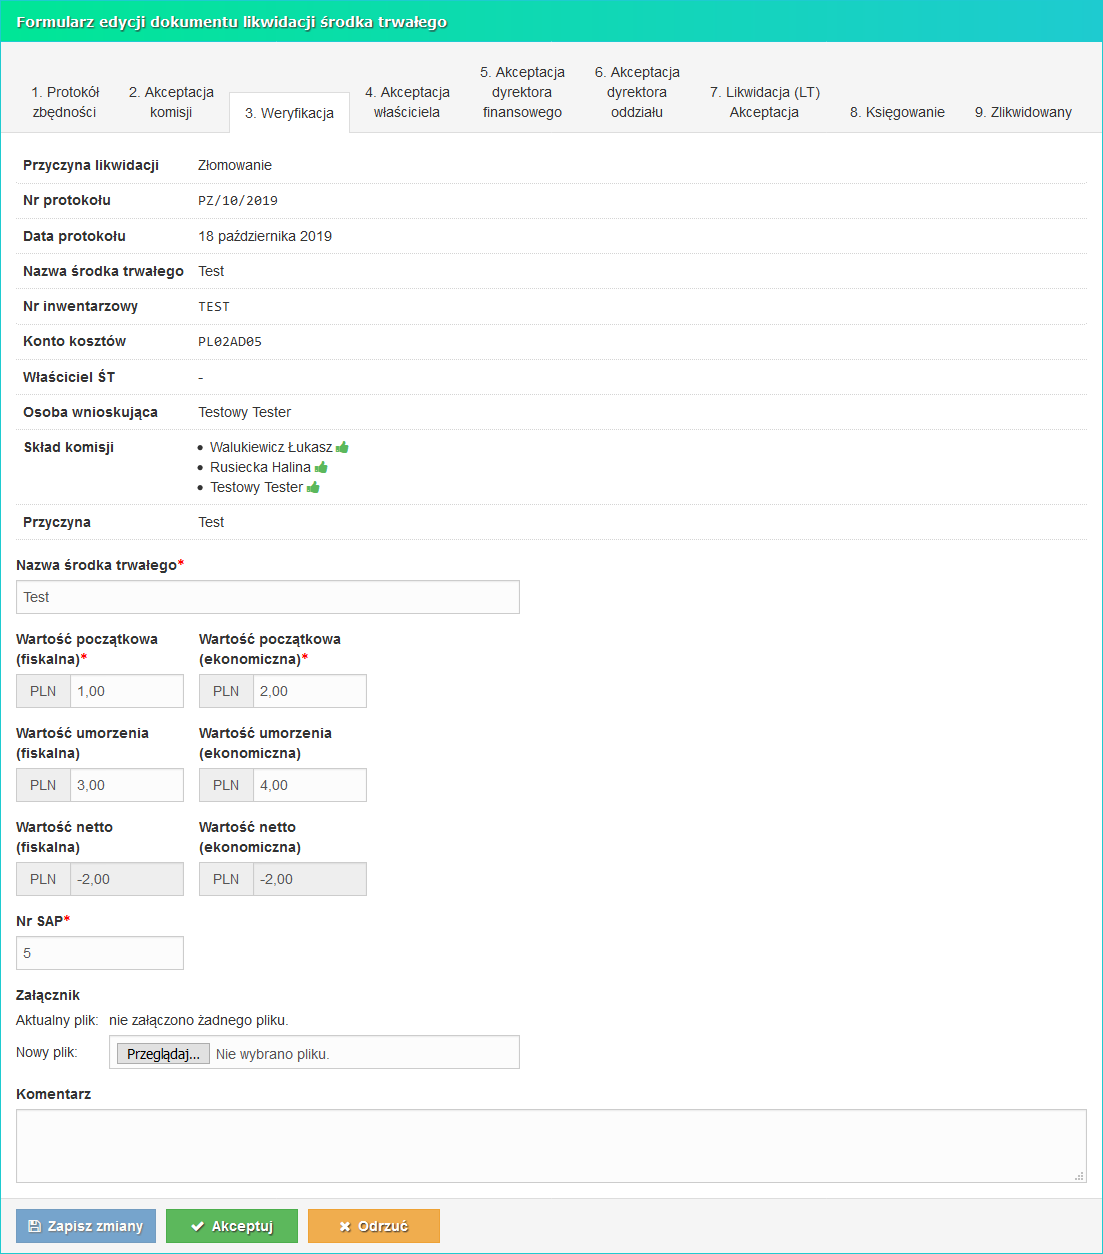 Formularz edycji dokumentu likwidacji środka trwałego
1. Protokół zbędności
2. Akceptacja komisji
3. Weryfikacja
4. Akceptacja właściciela
5. Akceptacja dyrektora finansowego
6. Akceptacja dyrektora oddziału
7. Likwidacja (LT) Akceptacja
8. Księgowanie
9. Zlikwidowany
Przyczyna likwidacji Złomowanie
Nr protokołu PZ/10/2019
Data protokołu 18 października 2019
Nazwa środka trwałego Test
Nr inwentarzowy TEST
Konto kosztów PL02AD05
Właściciel ŚT -
Osoba wnioskująca Testowy Tester
Skład komisji • Walukiewicz Łukasz
• Rusiecka Halina
• Testowy Tester
Przyczyna Test
Nazwa środka trwałego*
Test
Wartość początkowa (fiskalna)*
PLN 1,00
Wartość początkowa (ekonomiczna)*
PLN 2,00
Wartość umorzenia (fiskalna)
PLN 3,00
Wartość umorzenia (ekonomiczna)
PLN 4,00
Wartość netto (fiskalna)
PLN -2,00
Wartość netto (ekonomiczna)
PLN -2,00
Nr SAP*
5
Załącznik
Aktualny plik: nie załączono żadnego pliku.
Nowy plik: Przeglądaj... Nie wybrano pliku.
Komentarz
Zapisz zmiany Akceptuj Odrzuć